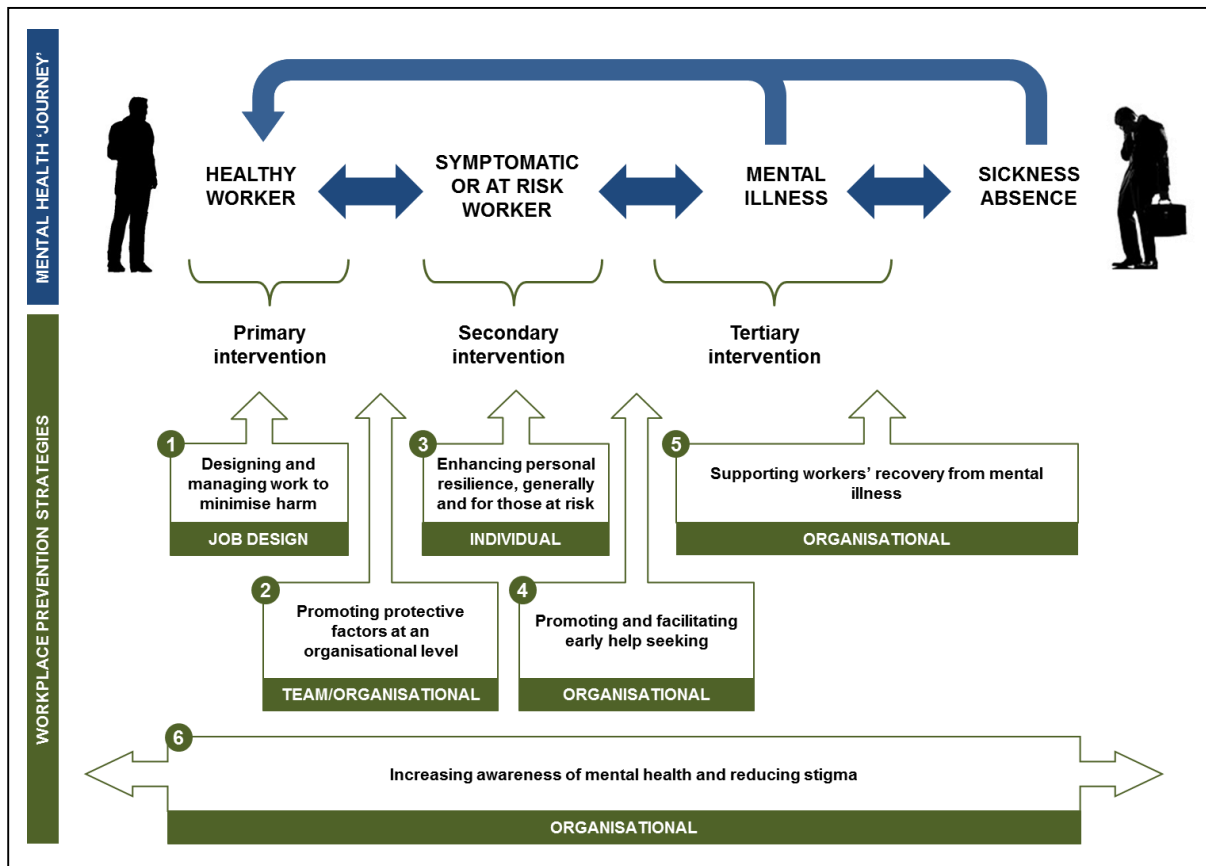 MENTAL HEALTH ‘JOURNEY’
HEALTHY
WORKER
SYMPTOMATIC
OR AT RISK
WORKER
MENTAL
ILLNESS
SICKNESS
ABSENCE
WORKPLACE PREVENTION STRATEGIES
Primary
intervention
Secondary
intervention
Tertiary
intervention
1
Designing and
managing work to
minimise harm
JOB DESIGN
3
Enhancing personal
resilience, generally
and for those at risk
INDIVIDUAL
5
Supporting workers’ recovery from mental
illness
ORGANISATIONAL
2
Promoting protective
factors at an
organisational level
TEAM/ORGANISATIONAL
4
Promoting and facilitating
early help seeking
ORGANISATIONAL
6
Increasing awareness of mental health and reducing stigma
ORGANISATIONAL